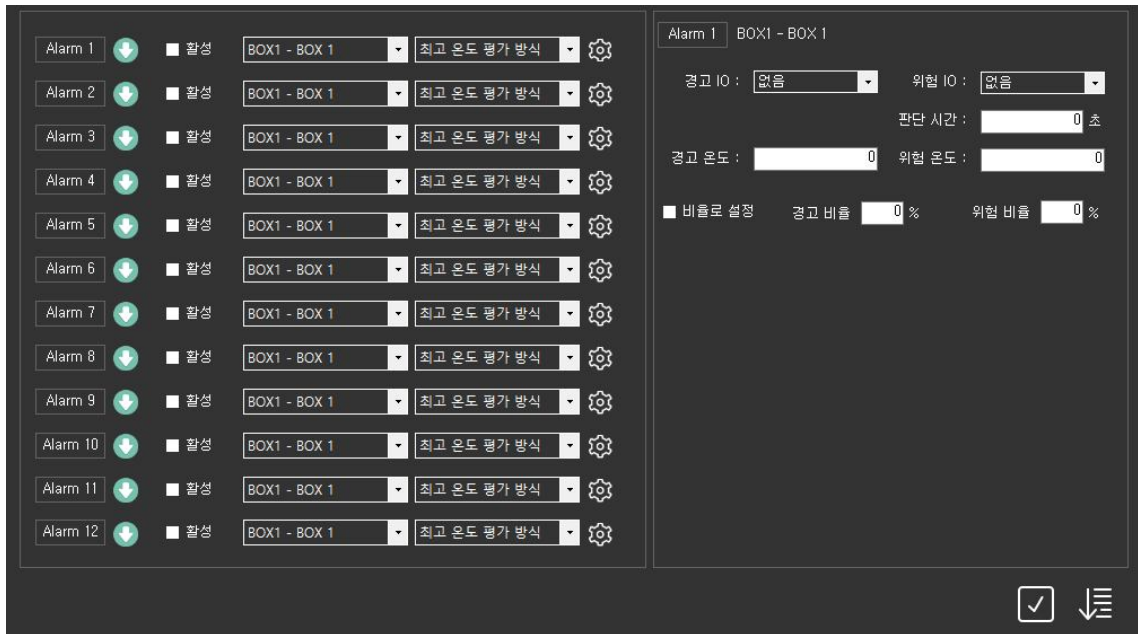 Alarm 1 활성 BOX1 - BOX 1 최고 온도 평가 방식
Alarm 2 활성 BOX1 - BOX 1 최고 온도 평가 방식
Alarm 3 활성 BOX1 - BOX 1 최고 온도 평가 방식
Alarm 4 활성 BOX1 - BOX 1 최고 온도 평가 방식
Alarm 5 활성 BOX1 - BOX 1 최고 온도 평가 방식
Alarm 6 활성 BOX1 - BOX 1 최고 온도 평가 방식
Alarm 7 활성 BOX1 - BOX 1 최고 온도 평가 방식
Alarm 8 활성 BOX1 - BOX 1 최고 온도 평가 방식
Alarm 9 활성 BOX1 - BOX 1 최고 온도 평가 방식
Alarm 10 활성 BOX1 - BOX 1 최고 온도 평가 방식
Alarm 11 활성 BOX1 - BOX 1 최고 온도 평가 방식
Alarm 12 활성 BOX1 - BOX 1 최고 온도 평가 방식
Alarm 1 BOX1 - BOX 1
경고 IO : 없음 위험 IO : 없음
판단 시간 : 0 초
경고 온도 : 0 위험 온도 : 0
비율로 설정 경고 비율 0 % 위험 비율 0 %